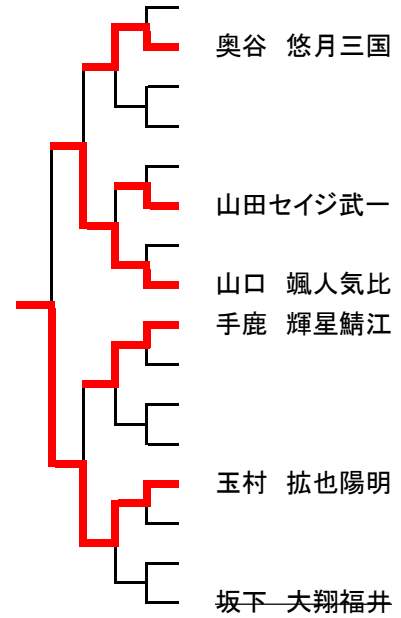 奥谷　悠月三国
山田セイジ武一
山口　颯人気比
手鹿　輝星鯖江
玉村　拡也陽明
坂下　大翔福井